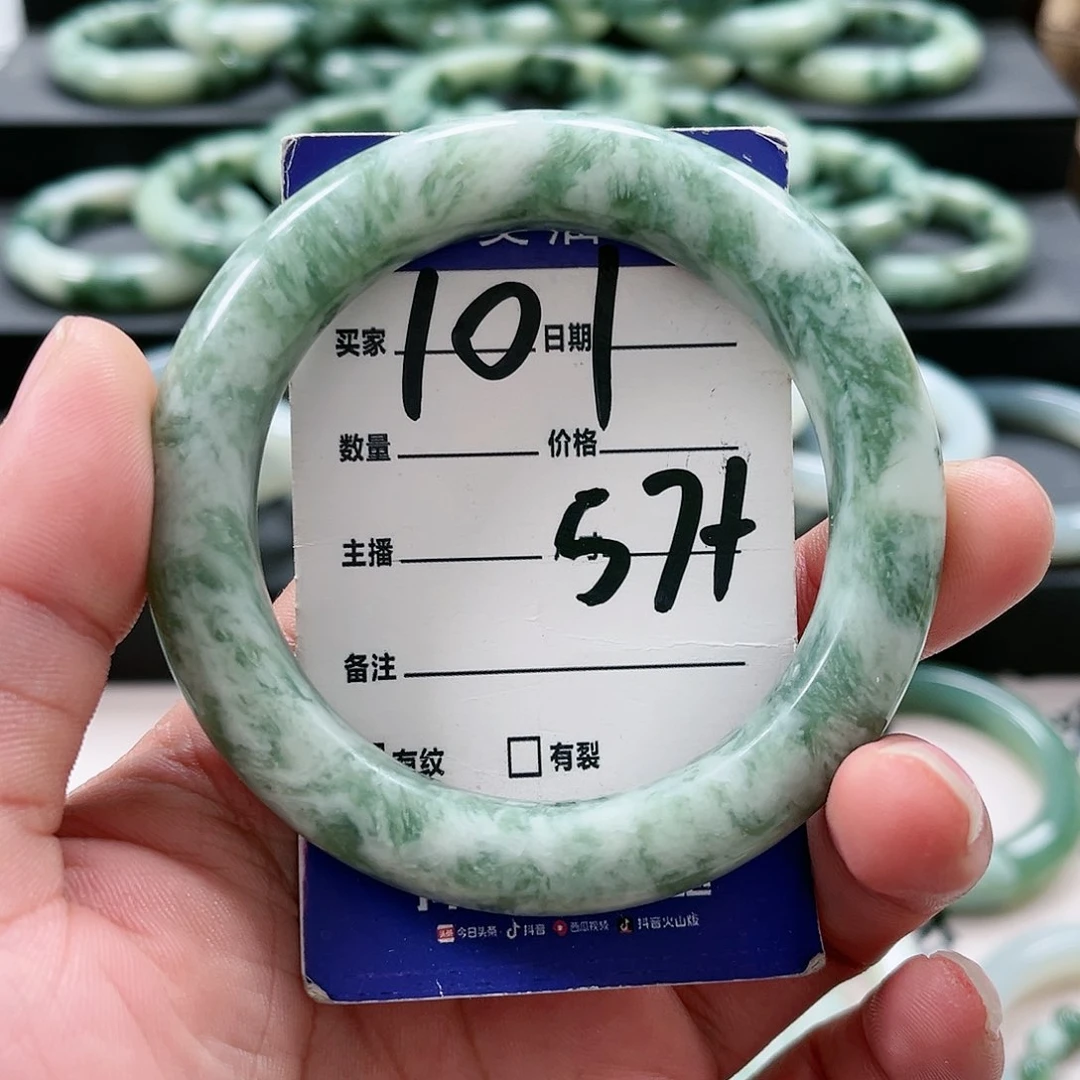 买家 101 日期
数量 价格
主播 57+
备注
有纹 □ 有裂
今日头条 抖音 西瓜视频 抖音火山版